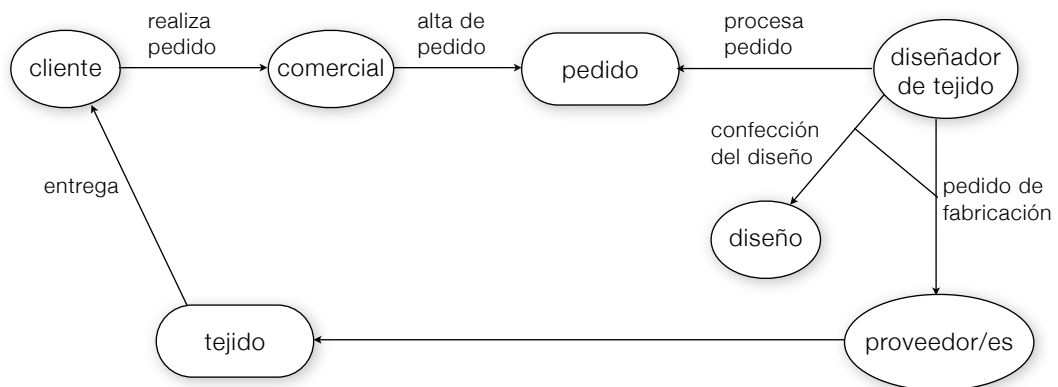 realiza
pedido
alta de
pedido
procesa
pedido
cliente
comercial
pedido
diseñador
de tejido
confección
del diseño
entrega
pedido de
fabricación
diseño
tejido
proveedor/es